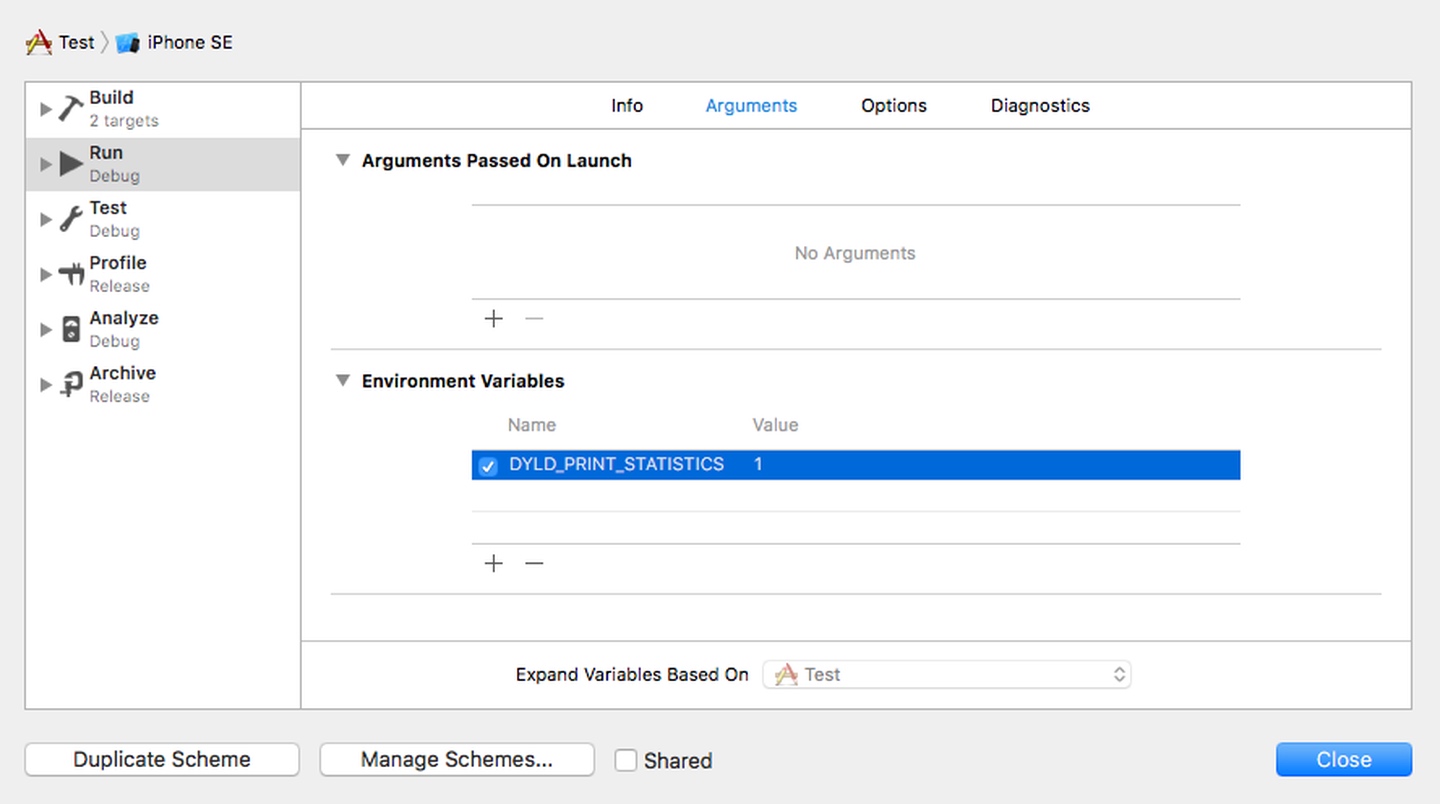 Test 〉 iPhone SE
Build
2 targets
Run
Debug
Test
Debug
Profile
Release
Analyze
Debug
Archive
Release
Info Arguments Options Diagnostics
Arguments Passed On Launch
No Arguments
Environment Variables
Name Value
DYLD_PRINT_STATISTICS 1
Expand Variables Based On Test
Duplicate Scheme Manage Schemes... Shared Close